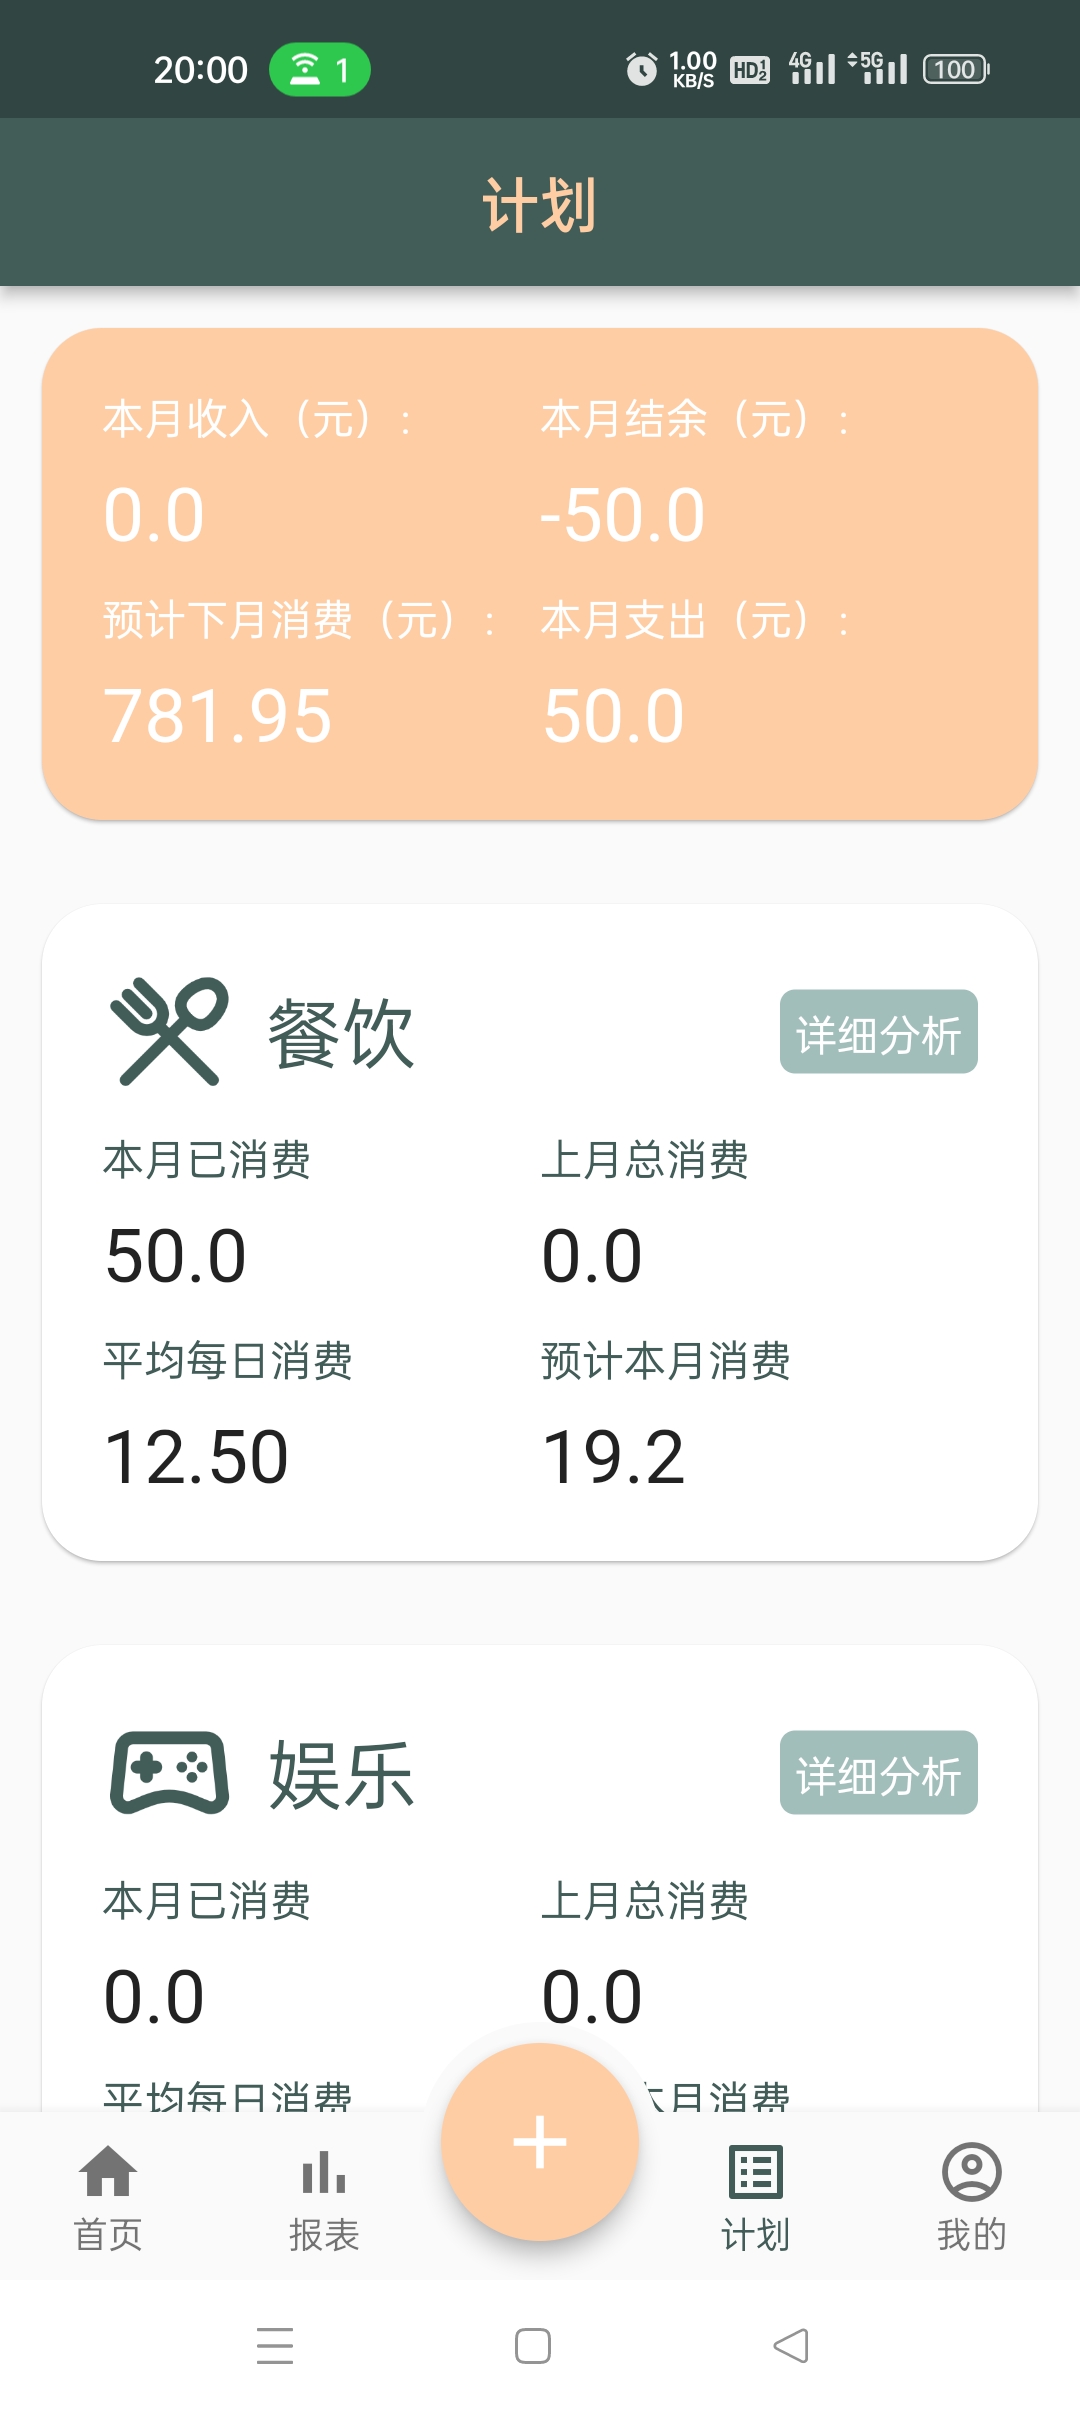 20:00 1 1.00 KB/S HD 1 2 4G 5G 100
计划
本月收入（元）： 本月结余（元）：
0.0 -50.0
预计下月消费（元）： 本月支出（元）：
781.95 50.0
餐饮 详细分析
本月已消费 上月总消费
50.0 0.0
平均每日消费 预计本月消费
12.50 19.2
娱乐 详细分析
本月已消费 上月总消费
0.0 0.0
平均每日消费 本月消费
首页 报表 计划 我的